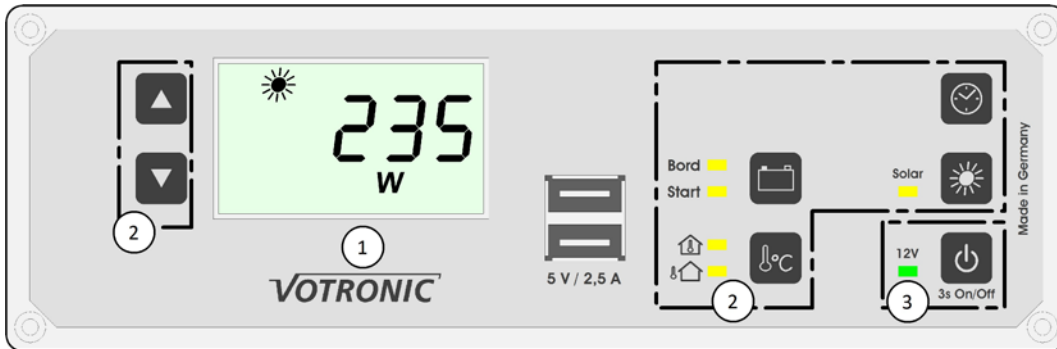 235
W
2
1
VOTRONIC
5 V / 2,5 A
Bord
Start
°C
2
Solar
12V
3s On/Off
3
Made in Germany